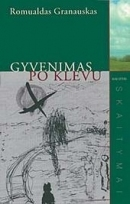 Romualdas Granauskas
GYVENIMAS
PO KLEVU
SKAITYMAI